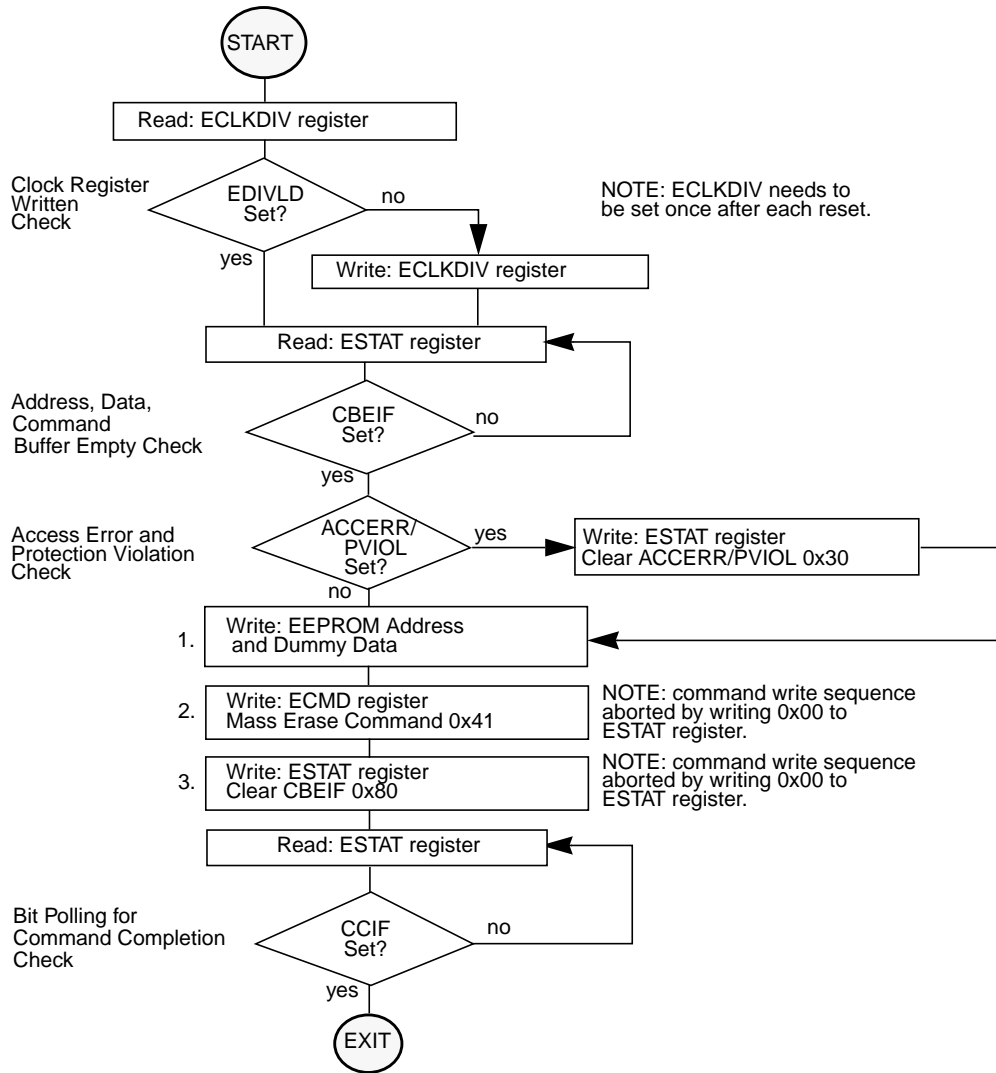 START
Read: ECLKDIV register
Clock Register
Written
Check
EDIVLD
Set?
no
yes
NOTE: ECLKDIV needs to
be set once after each reset.
Write: ECLKDIV register
Read: ESTAT register
Address, Data,
Command
Buffer Empty Check
CBEIF
Set?
no
yes
Access Error and
Protection Violation
Check
ACCERR/
PVIOL
Set?
yes
no
Write: ESTAT register
Clear ACCERR/PVIOL 0x30
1.
Write: EEPROM Address
and Dummy Data
2.
Write: ECMD register
Mass Erase Command 0x41
NOTE: command write sequence
aborted by writing 0x00 to
ESTAT register.
3.
Write: ESTAT register
Clear CBEIF 0x80
NOTE: command write sequence
aborted by writing 0x00 to
ESTAT register.
Read: ESTAT register
Bit Polling for
Command Completion
Check
CCIF
Set?
no
yes
EXIT